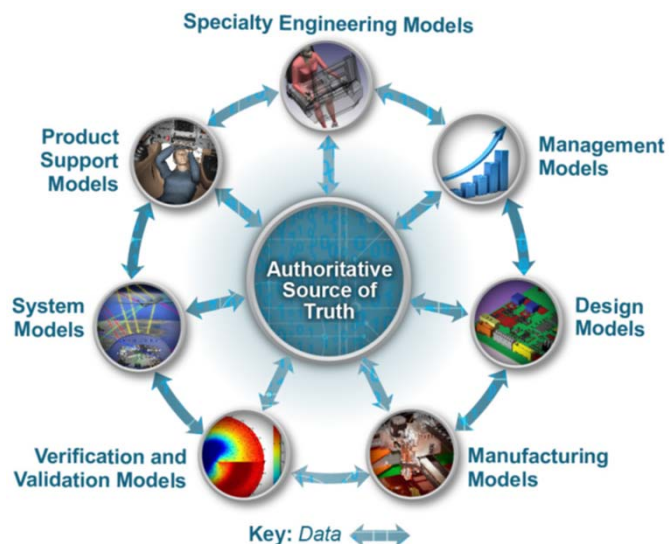 Specialty Engineering Models
Product
Support
Models
Management
Models
Authoritative
Source of
Truth
System
Models
Design
Models
Verification and
Validation Models
Manufacturing
Models
Key: Data